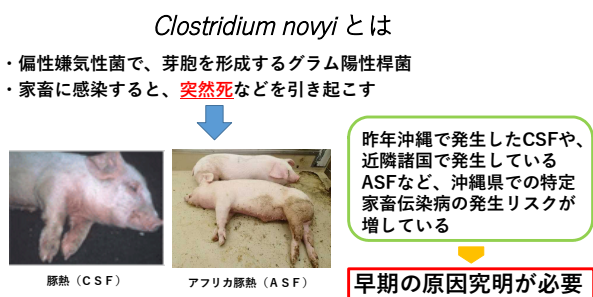 Clostridium novyi とは
・偏性嫌気性菌で、芽胞を形成するグラム陽性桿菌
・家畜に感染すると、突然死などを引き起こす
豚熱（ＣＳＦ）
アフリカ豚熱（ＡＳＦ）
昨年沖縄で発生したCSFや、
近隣諸国で発生している
ASFなど、沖縄県での特定
家畜伝染病の発生リスクが
増している
早期の原因究明が必要